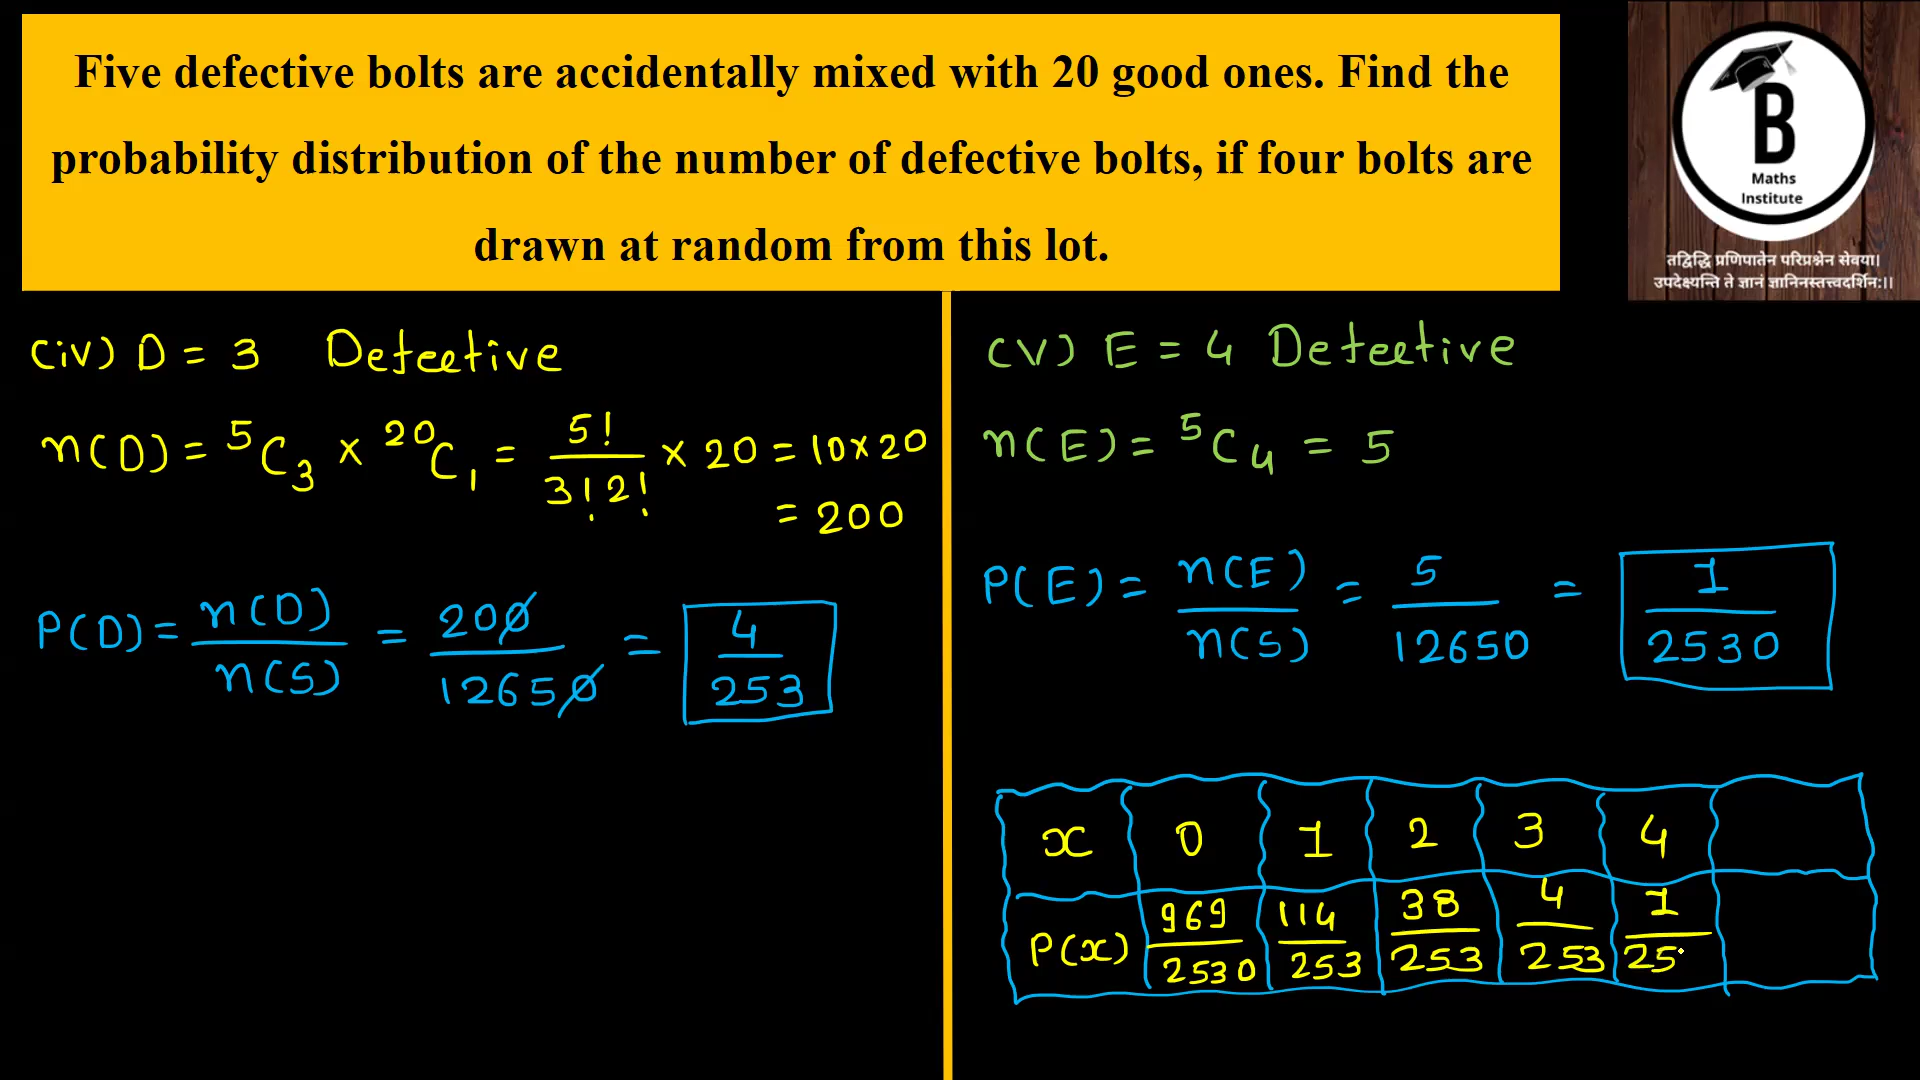 Five defective bolts are accidentally mixed with 20 good ones. Find the
probability distribution of the number of defective bolts, if four bolts are
drawn at random from this lot.
B
Maths
Institute
तद्विद्धि प्रणिपातेन परिप्रश्नेन सेवया।
उपदेक्ष्यन्ति ते ज्ञानं ज्ञानिनस्तत्त्वदर्शिनः।।
(iv) D = 3 Defective
n(D) = ⁵C₃ × ²⁰C₁ = 5!/3!2! × 20 = 10×20
= 200
P(D) = n(D)/n(S) = 200/12650 = 4/253
(V) E = 4 Defective
n(E) = ⁵C₄ = 5
P(E) = n(E)/n(S) = 5/12650 = 1/2530
x 0 1 2 3 4
P(x) 969/2530 114/253 38/253 4/253 1/25